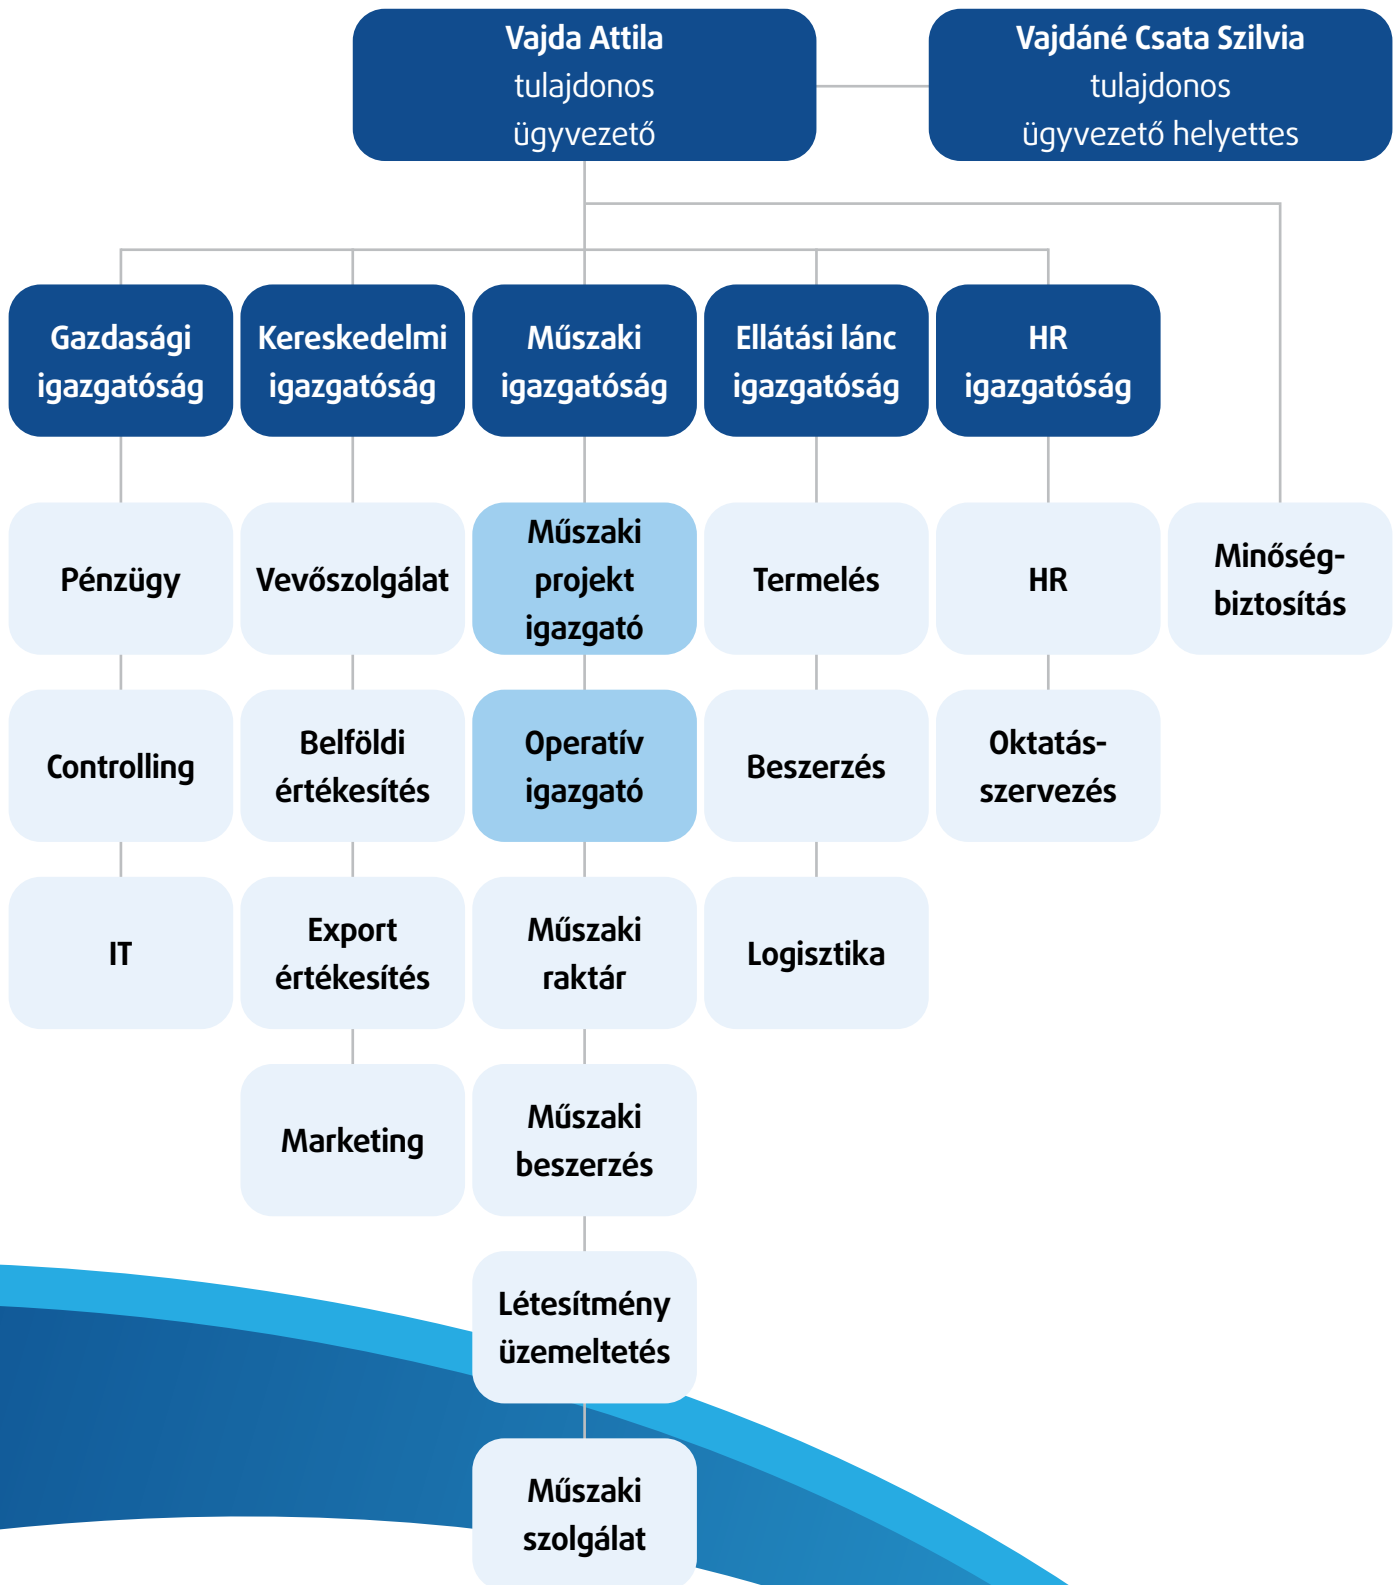 Vajda Attila
tulajdonos
ügyvezető
Vajdáné Csata Szilvia
tulajdonos
ügyvezető helyettes
Gazdasági
igazgatóság
Kereskedelmi
igazgatóság
Műszaki
igazgatóság
Ellátási lánc
igazgatóság
HR
igazgatóság
Pénzügy
Vevőszolgálat
Műszaki
projekt
igazgató
Termelés
HR
Minőség-
biztosítás
Controlling
Belföldi
értékesítés
Operatív
igazgató
Beszerzés
Oktatás-
szervezés
IT
Export
értékesítés
Műszaki
raktár
Logisztika
Marketing
Műszaki
beszerzés
Létesítmény
üzemeltetés
Műszaki
szolgálat